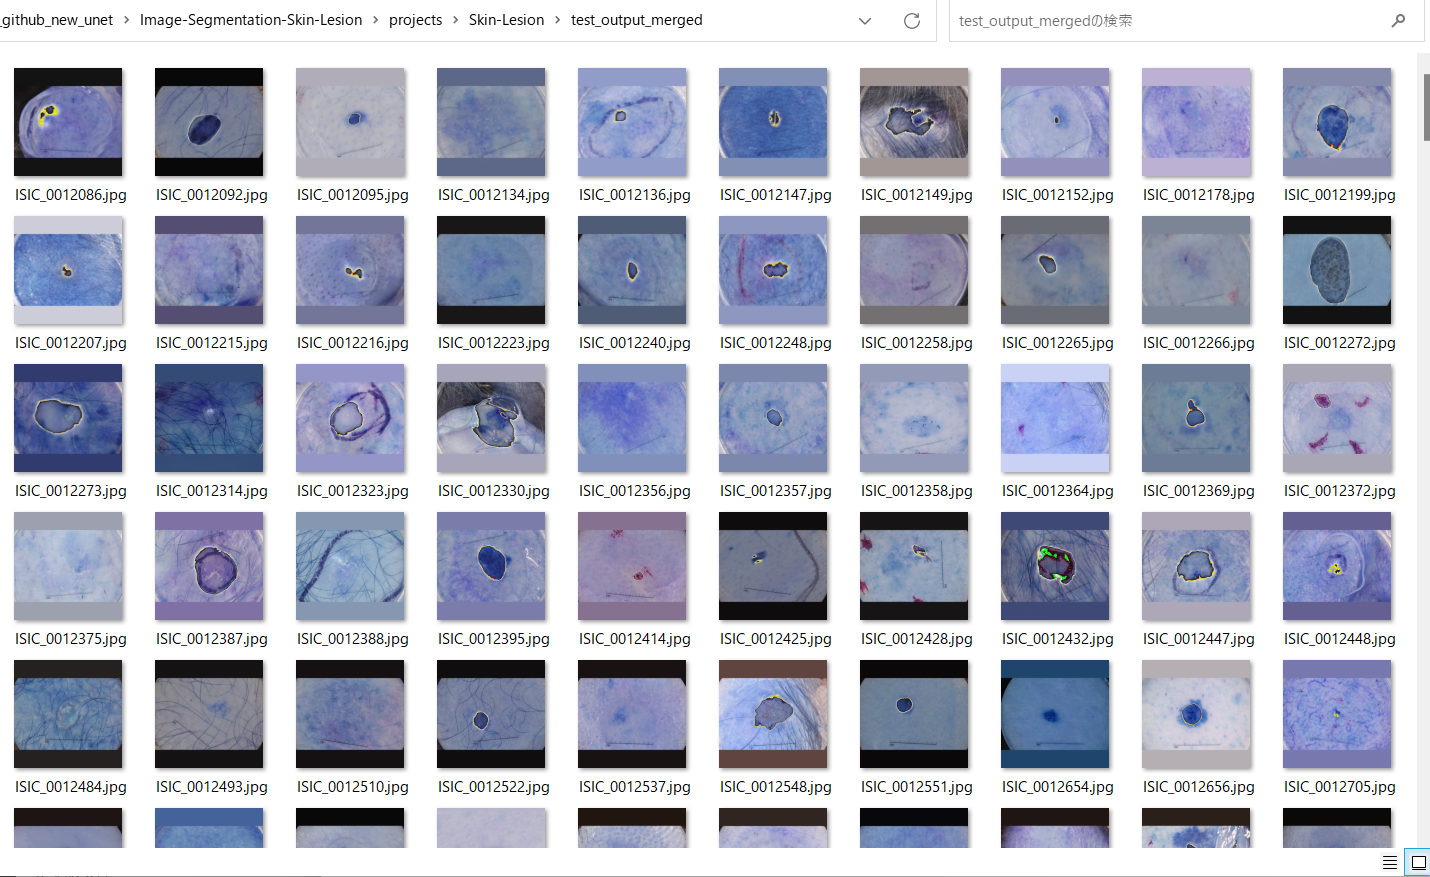 _github_new_unet > Image-Segmentation-Skin-Lesion > projects > Skin-Lesion > test_output_merged
test_output_mergedの検索
ISIC_0012086.jpg ISIC_0012092.jpg ISIC_0012095.jpg ISIC_0012134.jpg ISIC_0012136.jpg ISIC_0012147.jpg ISIC_0012149.jpg ISIC_0012152.jpg ISIC_0012178.jpg ISIC_0012199.jpg
ISIC_0012207.jpg ISIC_0012215.jpg ISIC_0012216.jpg ISIC_0012223.jpg ISIC_0012240.jpg ISIC_0012248.jpg ISIC_0012258.jpg ISIC_0012265.jpg ISIC_0012266.jpg ISIC_0012272.jpg
ISIC_0012273.jpg ISIC_0012314.jpg ISIC_0012323.jpg ISIC_0012330.jpg ISIC_0012356.jpg ISIC_0012357.jpg ISIC_0012358.jpg ISIC_0012364.jpg ISIC_0012369.jpg ISIC_0012372.jpg
ISIC_0012375.jpg ISIC_0012387.jpg ISIC_0012388.jpg ISIC_0012395.jpg ISIC_0012414.jpg ISIC_0012425.jpg ISIC_0012428.jpg ISIC_0012432.jpg ISIC_0012447.jpg ISIC_0012448.jpg
ISIC_0012484.jpg ISIC_0012493.jpg ISIC_0012510.jpg ISIC_0012522.jpg ISIC_0012537.jpg ISIC_0012548.jpg ISIC_0012551.jpg ISIC_0012654.jpg ISIC_0012656.jpg ISIC_0012705.jpg